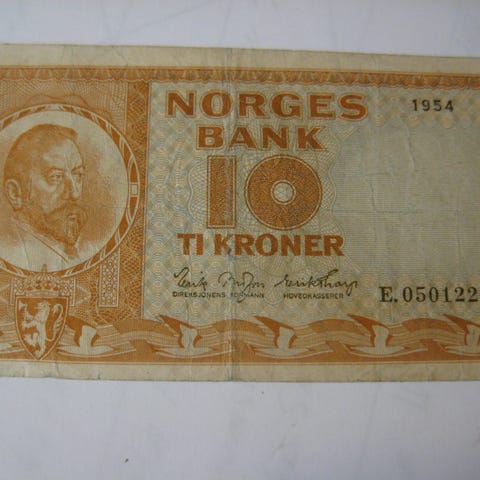 NORGES
1954
BANK
10
TI KRONER
DIREKSJONENS FORMANN HOVEDKASSERER
E.050122